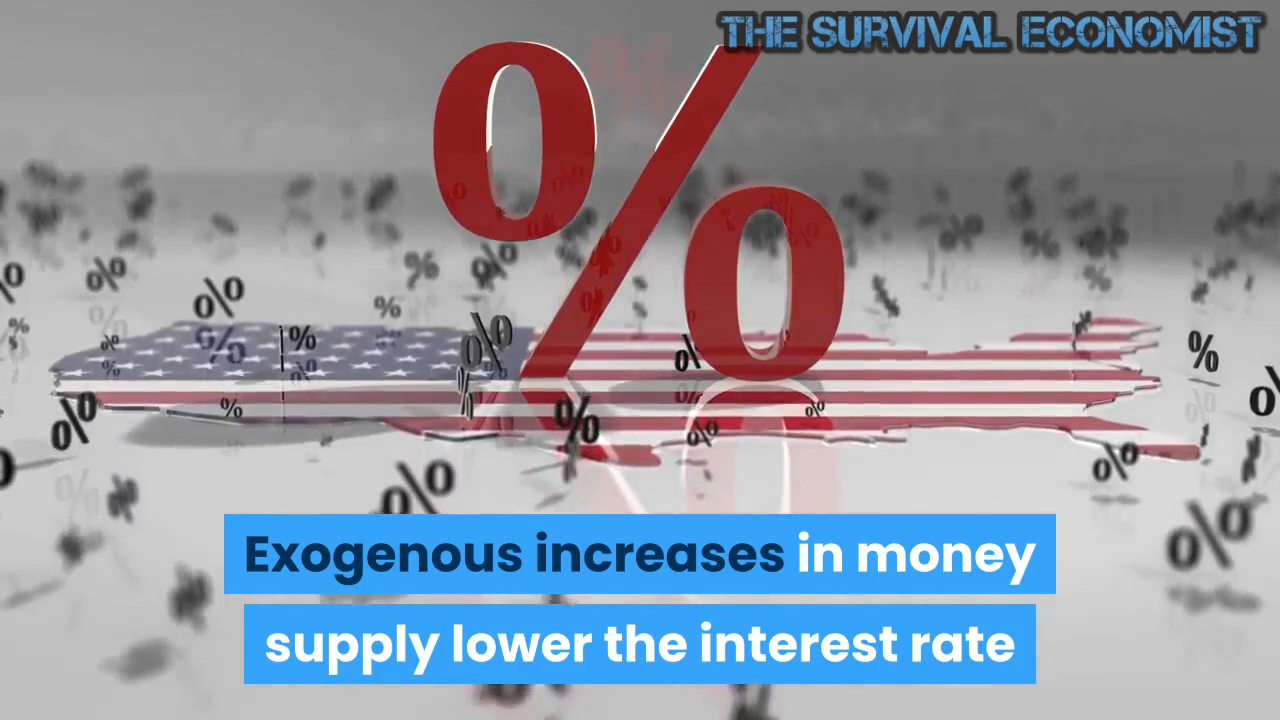 THE SURVIVAL ECONOMIST
%
Exogenous increases in money
supply lower the interest rate